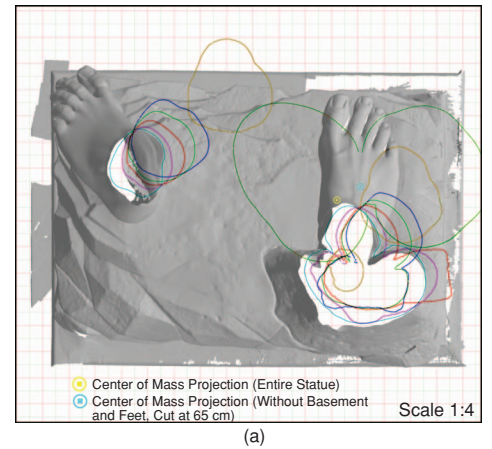 Center of Mass Projection (Entire Statue)
Center of Mass Projection (Without Basement
and Feet, Cut at 65 cm)
Scale 1:4
(a)